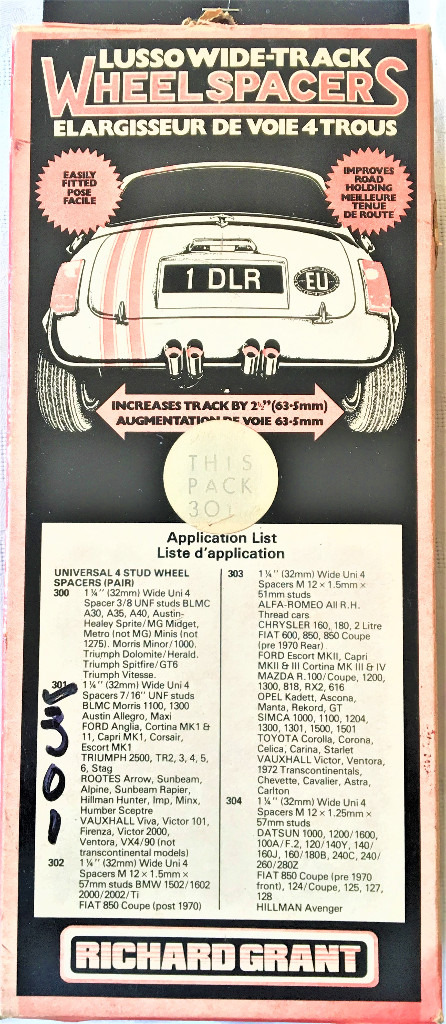 LUSSO WIDE-TRACK
WHEEL SPACERS
ELARGISSEUR DE VOIE 4 TROUS
EASILY
FITTED
POSE
FACILE
IMPROVES
ROAD
HOLDING
MEILLEURE
TENUE
DE ROUTE
1 DLR
EU
INCREASES TRACK BY 2½" (63·5mm)
AUGMENTATION DE VOIE 63·5mm
THIS
PACK
301
Application List
Liste d'application
UNIVERSAL 4 STUD WHEEL
SPACERS (PAIR)
300 1¼" (32mm) Wide Uni 4
Spacer 3/8 UNF studs BLMC
A30, A35, A40, Austin-
Healey Sprite/MG Midget,
Metro (not MG) Minis (not
1275). Morris Minor/1000.
Triumph Dolomite/Herald.
Triumph Spitfire/GT6
Triumph Vitesse.
301 1¼" (32mm) Wide Uni 4
Spacers 7/16" UNF studs
BLMC Morris 1100, 1300
Austin Allegro, Maxi
FORD Anglia, Cortina MK1 &
11, Capri MK1, Corsair,
Escort MK1
TRIUMPH 2500, TR2, 3, 4, 5,
6, Stag
ROOTES Arrow, Sunbeam,
Alpine, Sunbeam Rapier,
Hillman Hunter, Imp, Minx,
Humber Sceptre
VAUXHALL Viva, Victor 101,
Firenza, Victor 2000,
Ventora, VX4/90 (not
transcontinental models)
302 1¼" (32mm) Wide Uni 4
Spacers M 12 × 1.5mm ×
57mm studs BMW 1502/1602
2000/2002/Ti
FIAT 850 Coupe (post 1970)
303 1¼" (32mm) Wide Uni 4
Spacers M 12 × 1.5mm ×
51mm studs
ALFA-ROMEO All R.H.
Thread cars
CHRYSLER 160, 180, 2 Litre
FIAT 600, 850, 850 Coupe
(pre 1970 Rear)
FORD Escort MKII, Capri
MKII & III Cortina MK III & IV
MAZDA R.100/Coupe, 1200,
1300, 818, RX2, 616
OPEL Kadett, Ascona,
Manta, Rekord, GT
SIMCA 1000, 1100, 1204,
1300, 1301, 1500, 1501
TOYOTA Corolla, Corona,
Celica, Carina, Starlet
VAUXHALL Victor, Ventora,
1972 Transcontinentals,
Chevette, Cavalier, Astra,
Carlton
304 1¼" (32mm) Wide Uni 4
Spacers M 12 × 1.25mm ×
57mm studs
DATSUN 1000, 1200/1600,
100A/F.2, 120/140Y, 140/
160J, 160/180B, 240C, 240/
260/280Z
FIAT 850 Coupe (pre 1970
front), 124/Coupe, 125, 127,
128
HILLMAN Avenger
RICHARD GRANT